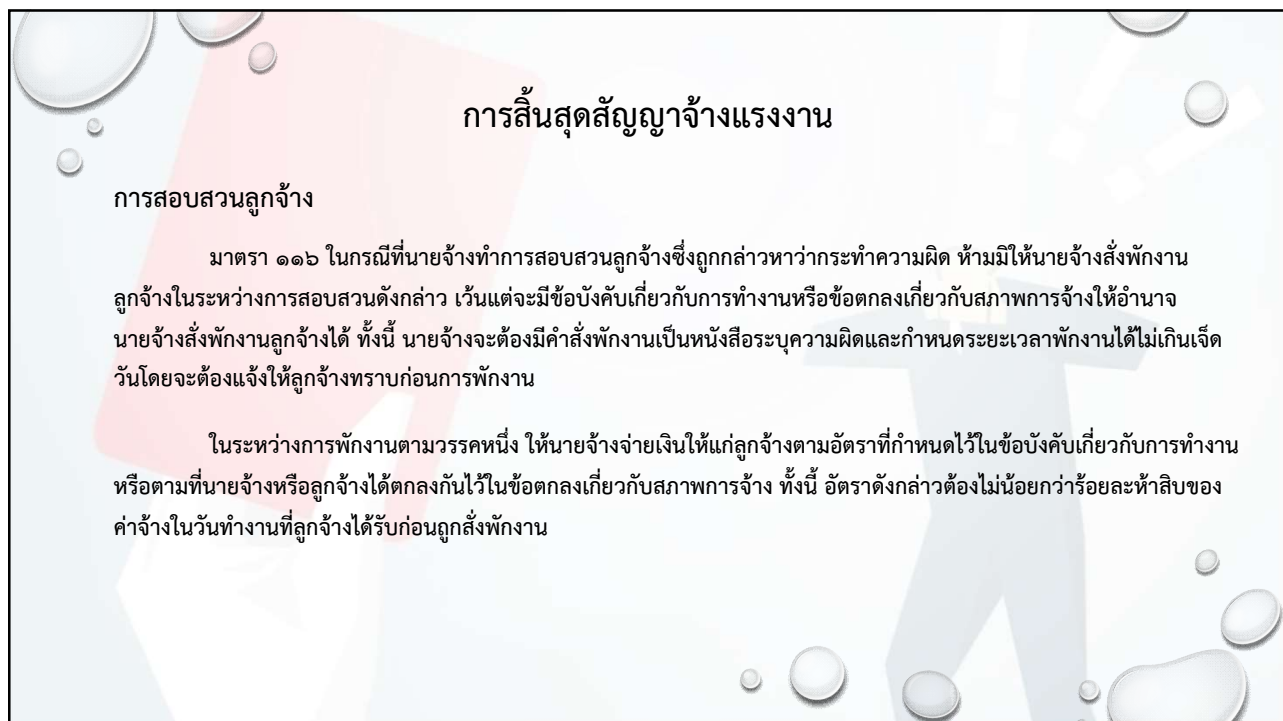 การสิ้นสุดสัญญาจ้างแรงงาน
การสอบสวนลูกจ้าง
มาตรา ๑๑๖ ในกรณีที่นายจ้างทำการสอบสวนลูกจ้างซึ่งถูกกล่าวหาว่ากระทำความผิด ห้ามมิให้นายจ้างสั่งพักงาน
ลูกจ้างในระหว่างการสอบสวนดังกล่าว เว้นแต่จะมีข้อบังคับเกี่ยวกับการทำงานหรือข้อตกลงเกี่ยวกับสภาพการจ้างให้อำนาจ
นายจ้างสั่งพักงานลูกจ้างได้ ทั้งนี้ นายจ้างจะต้องมีคำสั่งพักงานเป็นหนังสือระบุความผิดและกำหนดระยะเวลาพักงานได้ไม่เกินเจ็ด
วันโดยจะต้องแจ้งให้ลูกจ้างทราบก่อนการพักงาน
ในระหว่างการพักงานตามวรรคหนึ่ง ให้นายจ้างจ่ายเงินให้แก่ลูกจ้างตามอัตราที่กำหนดไว้ในข้อบังคับเกี่ยวกับการทำงาน
หรือตามที่นายจ้างหรือลูกจ้างได้ตกลงกันไว้ในข้อตกลงเกี่ยวกับสภาพการจ้าง ทั้งนี้ อัตราดังกล่าวต้องไม่น้อยกว่าร้อยละห้าสิบของ
ค่าจ้างในวันทำงานที่ลูกจ้างได้รับก่อนถูกสั่งพักงาน